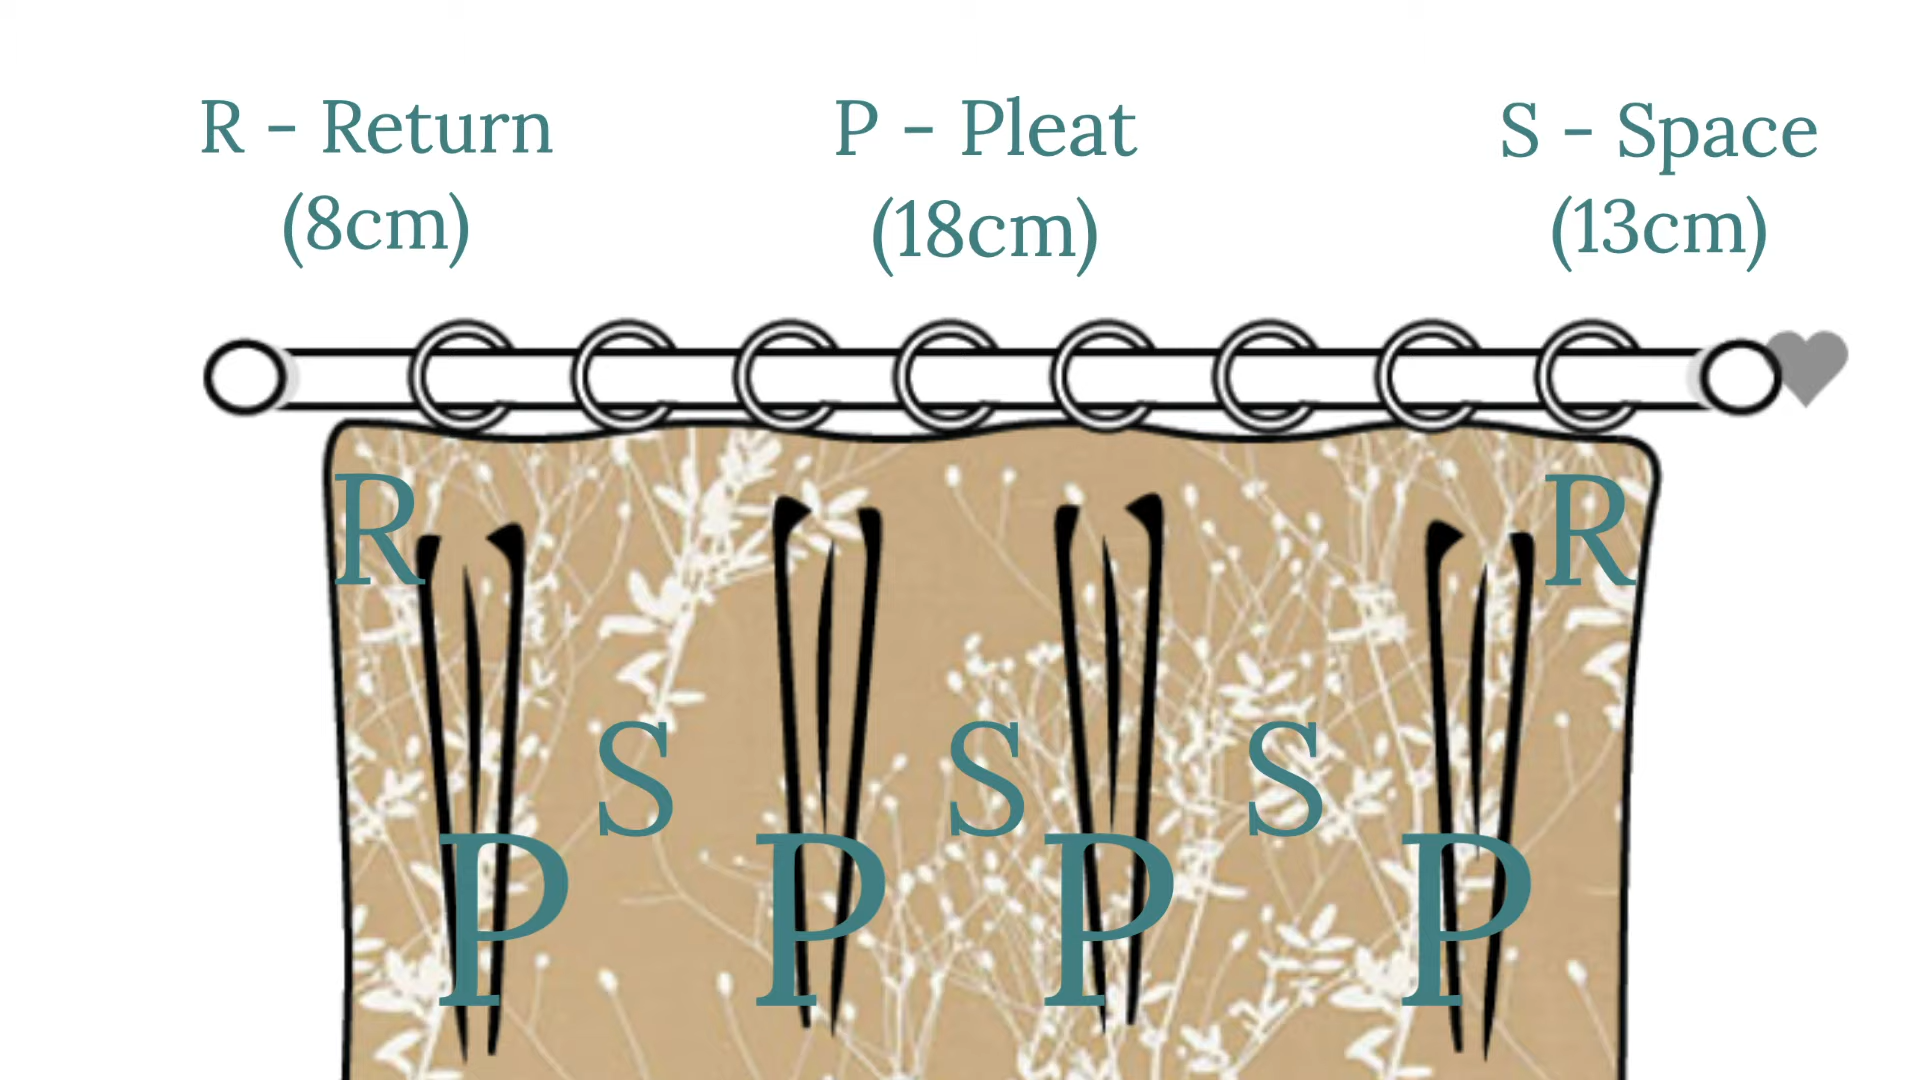 R - Return
(8cm)
P - Pleat
(18cm)
S - Space
(13cm)
R R
S S S
P P P P